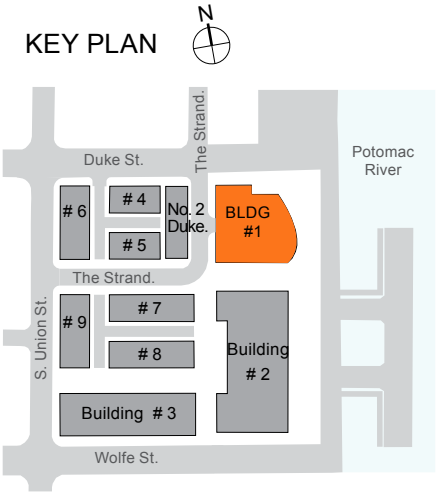 N
KEY PLAN
The Strand.
Duke St.
Potomac
River
# 6
# 4
No. 2
Duke.
BLDG
#1
# 5
The Strand.
S. Union St.
# 9
# 7
# 8
Building
# 2
Building # 3
Wolfe St.